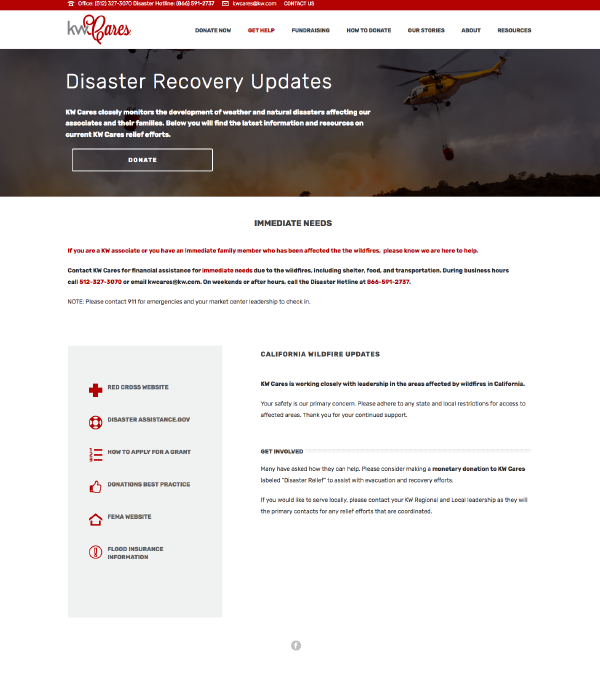 Office: (512) 327-3070 Disaster Hotline: (866) 591-2737 kwcares@kw.com CONTACT US
kwCares
DONATE NOW GET HELP FUNDRAISING HOW TO DONATE OUR STORIES ABOUT RESOURCES
Disaster Recovery Updates
KW Cares closely monitors the development of weather and natural disasters affecting our
associates and their families. Below you will find the latest information and resources on
current KW Cares relief efforts.
DONATE
IMMEDIATE NEEDS
If you are a KW associate or you have an immediate family member who has been affected the the wildfires, please know we are here to help.
Contact KW Cares for financial assistance for immediate needs due to the wildfires, including shelter, food, and transportation. During business hours
call 512-327-3070 or email kwcares@kw.com. On weekends or after hours, call the Disaster Hotline at 866-591-2737.
NOTE: Please contact 911 for emergencies and your market center leadership to check in.
RED CROSS WEBSITE
DISASTER ASSISTANCE.GOV
HOW TO APPLY FOR A GRANT
DONATIONS BEST PRACTICE
FEMA WEBSITE
FLOOD INSURANCE
INFORMATION
CALIFORNIA WILDFIRE UPDATES
KW Cares is working closely with leadership in the areas affected by wildfires in California.
Your safety is our primary concern. Please adhere to any state and local restrictions for access to
affected areas. Thank you for your continued support.
GET INVOLVED
Many have asked how they can help. Please consider making a monetary donation to KW Cares
labeled "Disaster Relief" to assist with evacuation and recovery efforts.
If you would like to serve locally, please contact your KW Regional and Local leadership as they will
the primary contacts for any relief efforts that are coordinated.